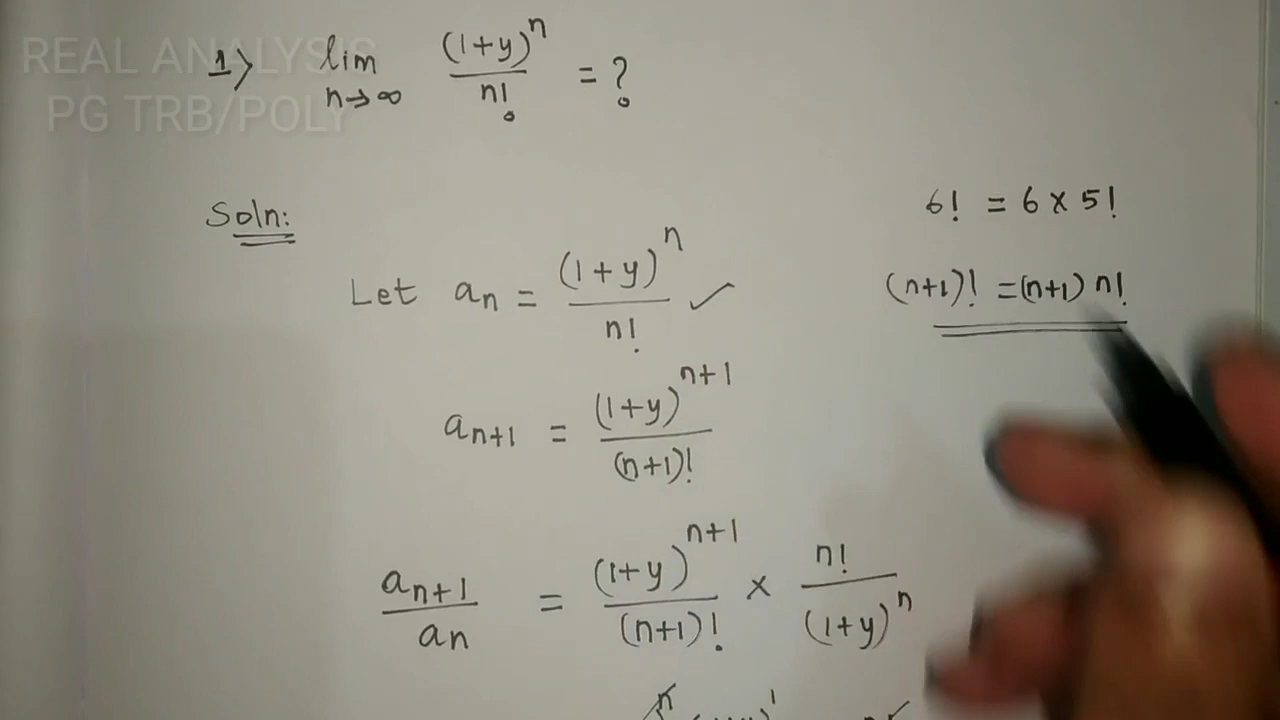 REAL ANALYSIS
PG TRB/POLY
1) lim n→∞ (1+y)^n / n! = ?
Soln:
6! = 6 × 5!
(n+1)! = (n+1) n!
Let a_n = (1+y)^n / n! ✓
a_{n+1} = (1+y)^{n+1} / (n+1)!
a_{n+1} / a_n = (1+y)^{n+1} / (n+1)! × n! / (1+y)^n